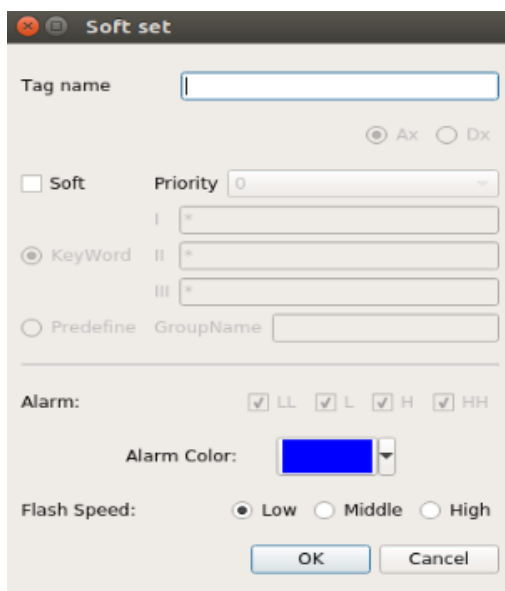 Soft set
Tag name
Ax Dx
Soft Priority 0
I *
KeyWord II *
III *
Predefine GroupName
Alarm: LL L H HH
Alarm Color:
Flash Speed: Low Middle High
OK Cancel